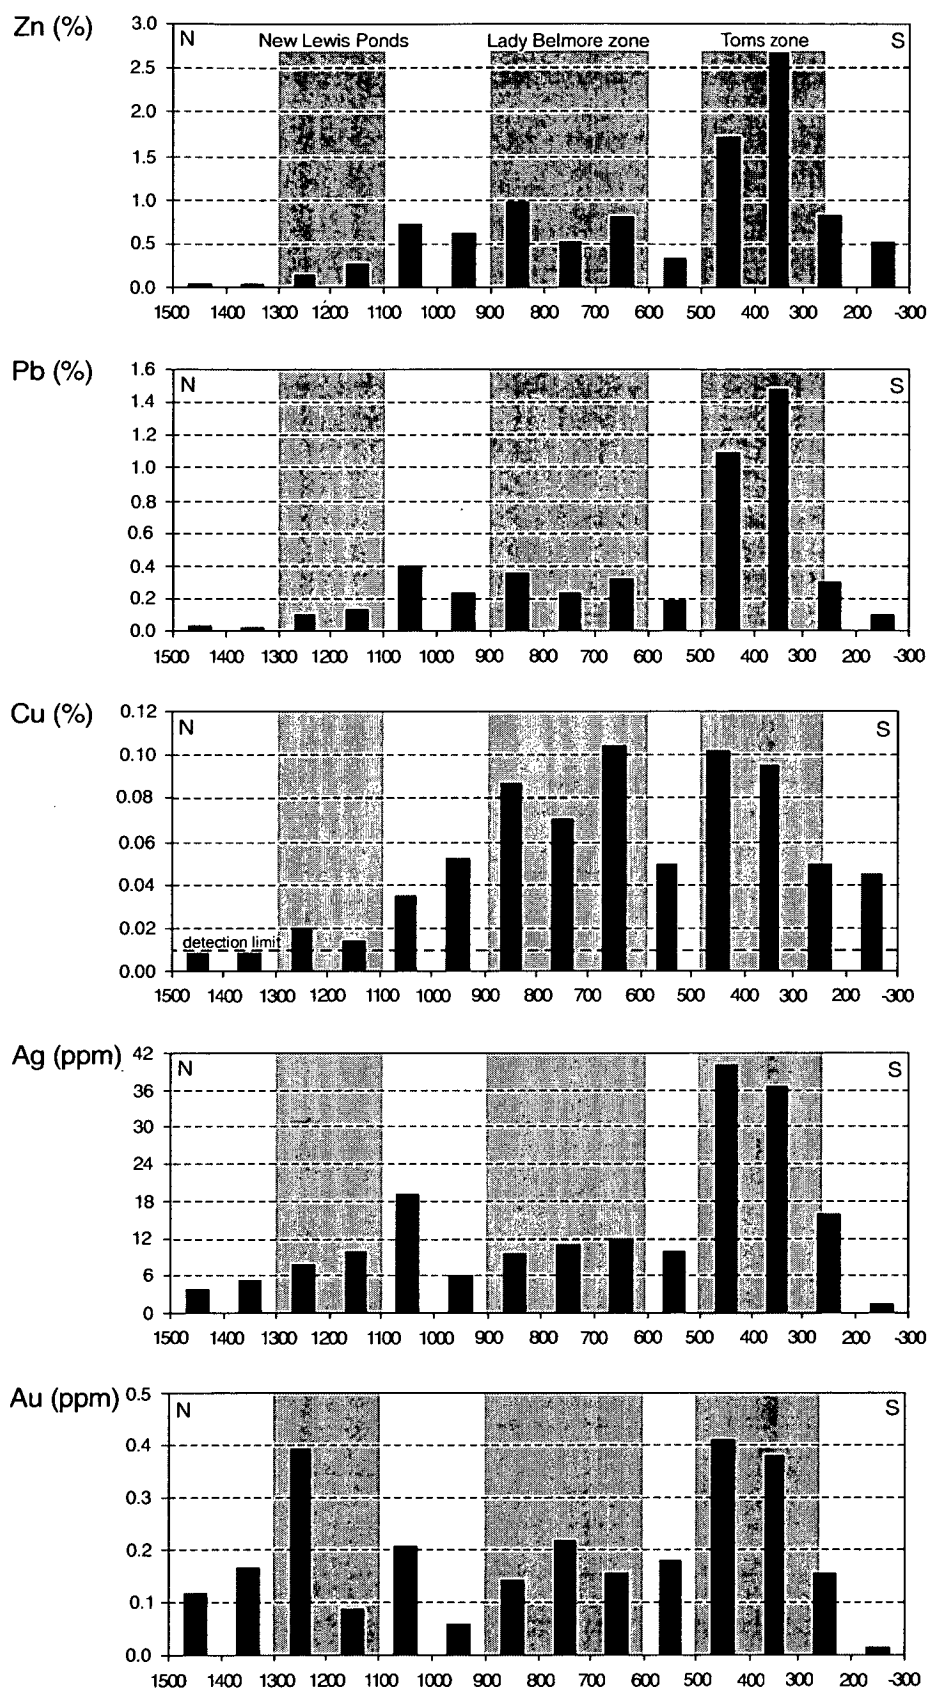 Zn (%)
3.0
N New Lewis Ponds Lady Belmore zone Toms zone S
2.5
2.0
1.5
1.0
0.5
0.0
1500 1400 1300 1200 1100 1000 900 800 700 600 500 400 300 200 -300
Pb (%)
1.6
N S
1.4
1.2
1.0
0.8
0.6
0.4
0.2
0.0
1500 1400 1300 1200 1100 1000 900 800 700 600 500 400 300 200 -300
Cu (%)
0.12
N S
0.10
0.08
0.06
0.04
0.02
detection limit
0.00
1500 1400 1300 1200 1100 1000 900 800 700 600 500 400 300 200 -300
Ag (ppm)
42
N S
36
30
24
18
12
6
0
1500 1400 1300 1200 1100 1000 900 800 700 600 500 400 300 200 -300
Au (ppm)
0.5
N S
0.4
0.3
0.2
0.1
0.0
1500 1400 1300 1200 1100 1000 900 800 700 600 500 400 300 200 -300